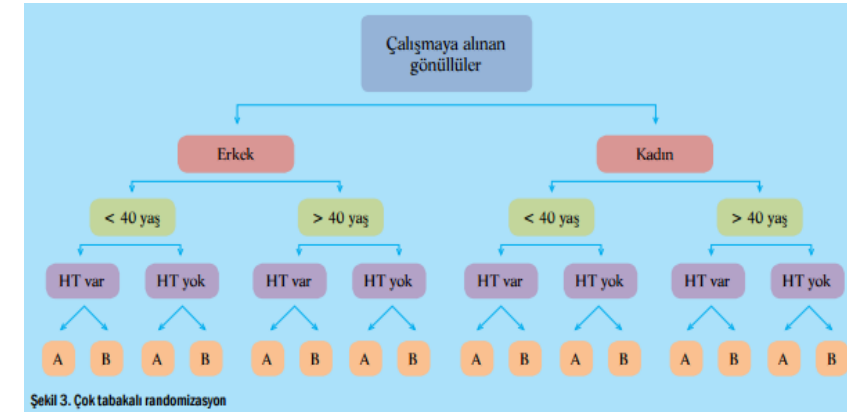 Çalışmaya alınan
gönüllüler
Erkek
Kadın
< 40 yaş
> 40 yaş
< 40 yaş
> 40 yaş
HT var
HT yok
HT var
HT yok
HT var
HT yok
HT var
HT yok
A
B
A
B
A
B
A
B
A
B
A
B
A
B
A
B
Şekil 3. Çok tabakalı randomizasyon